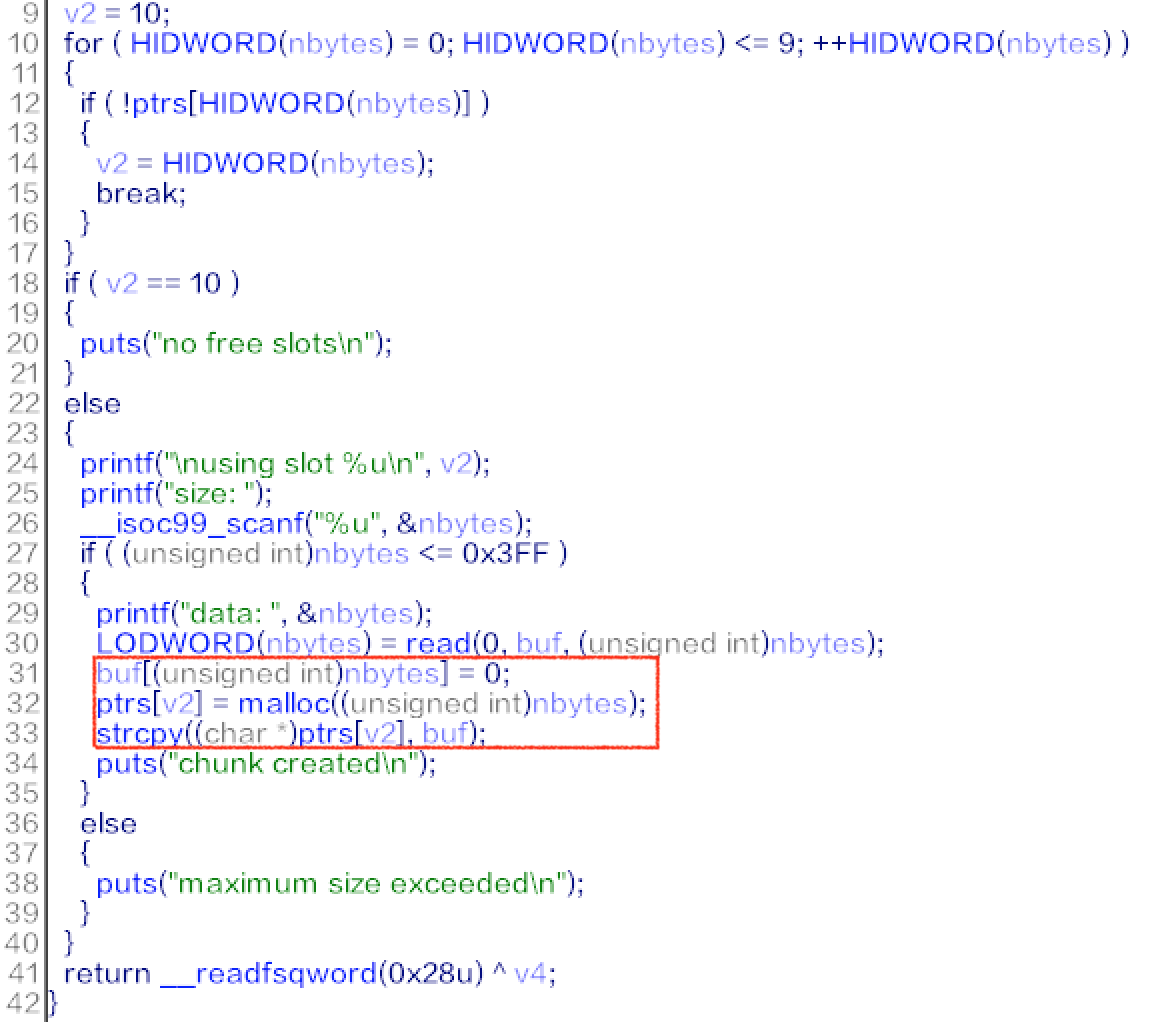 9 v2 = 10;
10 for ( HIDWORD(nbytes) = 0; HIDWORD(nbytes) <= 9; ++HIDWORD(nbytes) )
11 {
12 if ( !ptrs[HIDWORD(nbytes)] )
13 {
14 v2 = HIDWORD(nbytes);
15 break;
16 }
17 }
18 if ( v2 == 10 )
19 {
20 puts("no free slots\n");
21 }
22 else
23 {
24 printf("\nusing slot %u\n", v2);
25 printf("size: ");
26 __isoc99_scanf("%u", &nbytes);
27 if ( (unsigned int)nbytes <= 0x3FF )
28 {
29 printf("data: ", &nbytes);
30 LODWORD(nbytes) = read(0, buf, (unsigned int)nbytes);
31 buf[(unsigned int)nbytes] = 0;
32 ptrs[v2] = malloc((unsigned int)nbytes);
33 strcpy((char *)ptrs[v2], buf);
34 puts("chunk created\n");
35 }
36 else
37 {
38 puts("maximum size exceeded\n");
39 }
40 }
41 return __readfsqword(0x28u) ^ v4;
42 }